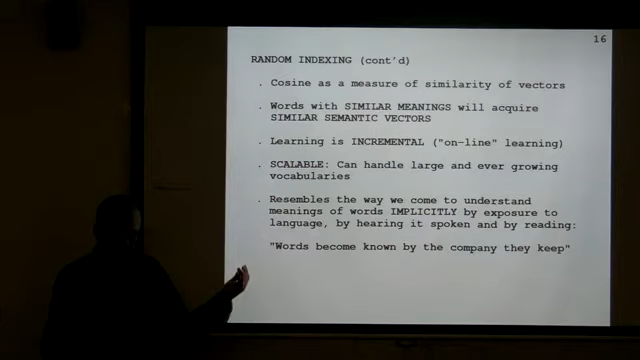 16
RANDOM INDEXING (cont'd)
. Cosine as a measure of similarity of vectors
. Words with SIMILAR MEANINGS will acquire
SIMILAR SEMANTIC VECTORS
. Learning is INCREMENTAL ("on-line" learning)
. SCALABLE: Can handle large and ever growing
vocabularies
. Resembles the way we come to understand
meanings of words IMPLICITLY by exposure to
language, by hearing it spoken and by reading:
"Words become known by the company they keep"